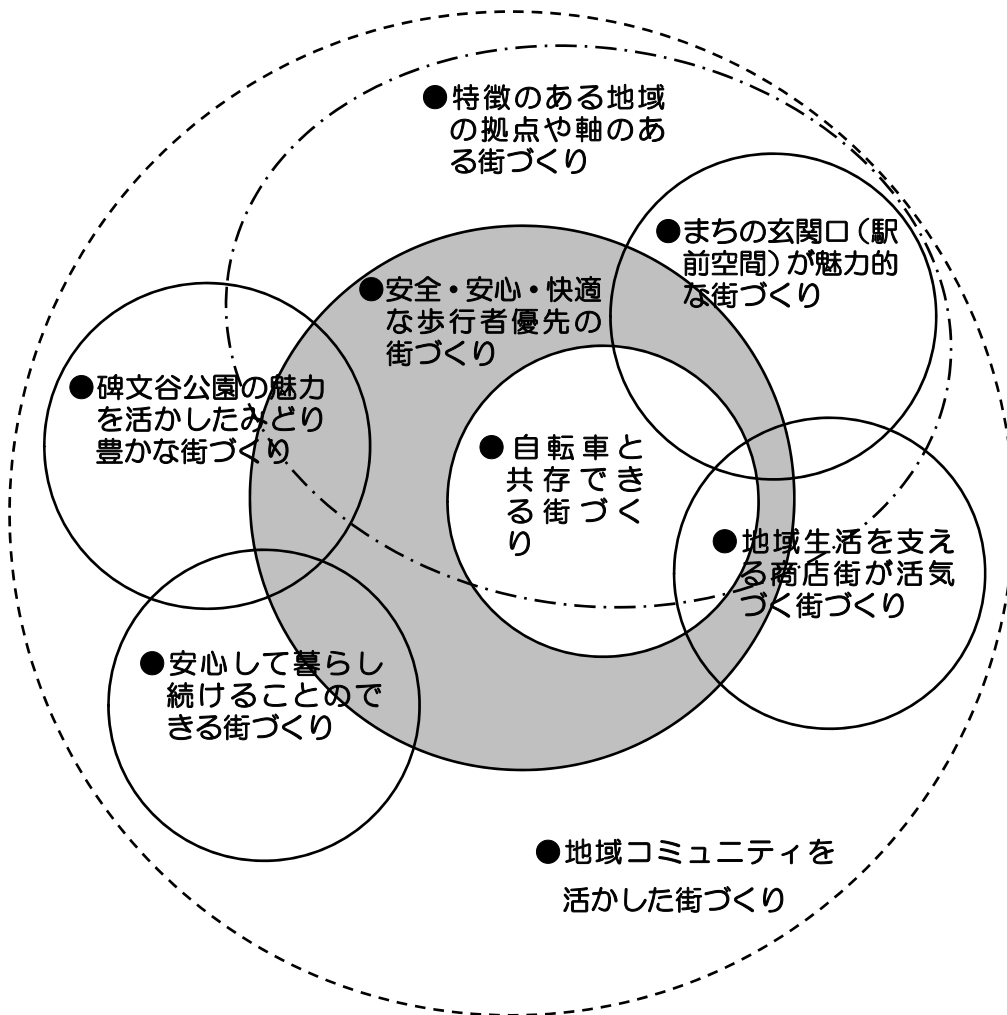 ●特徴のある地域
の拠点や軸のあ
る街づくり
●まちの玄関口（駅
前空間）が魅力的
な街づくり
●安全・安心・快適
な歩行者優先の
街づくり
●碑文谷公園の魅力
を活かしたみどり
豊かな街づくり
●自転車と
共存でき
る街づく
り
●地域生活を支え
る商店街が活気
づく街づくり
●安心して暮らし
続けることので
きる街づくり
●地域コミュニティを
活かした街づくり